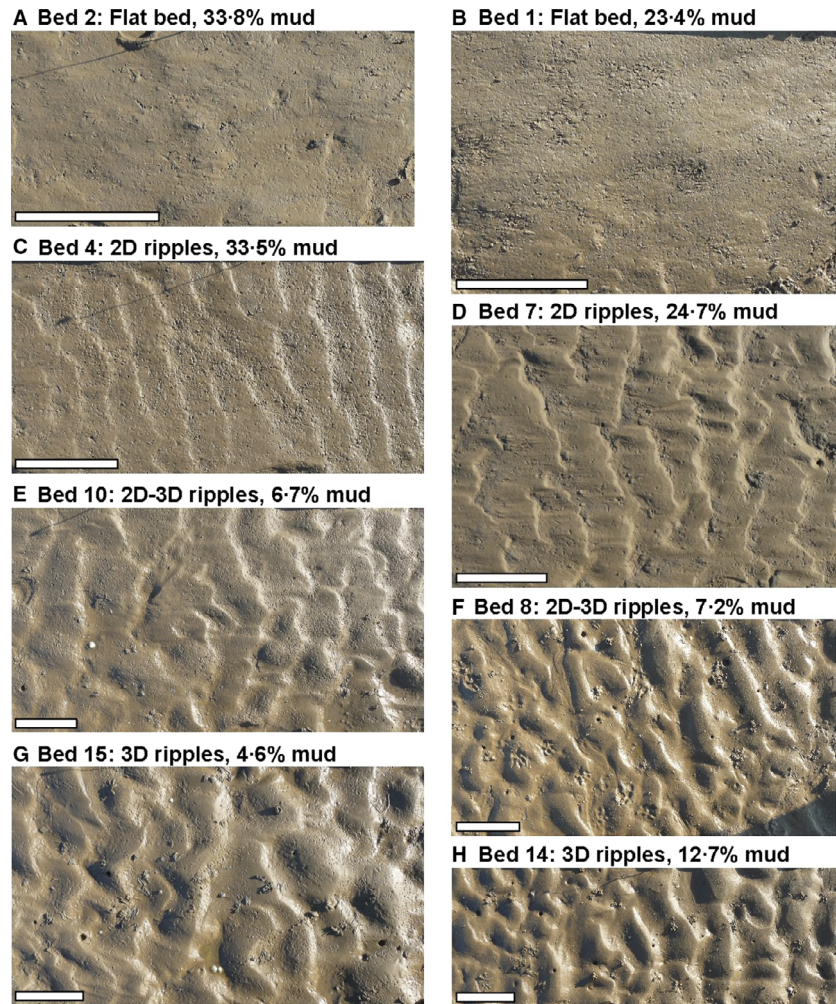 A Bed 2: Flat bed, 33·8% mud
B Bed 1: Flat bed, 23·4% mud
C Bed 4: 2D ripples, 33·5% mud
D Bed 7: 2D ripples, 24·7% mud
E Bed 10: 2D-3D ripples, 6·7% mud
F Bed 8: 2D-3D ripples, 7·2% mud
G Bed 15: 3D ripples, 4·6% mud
H Bed 14: 3D ripples, 12·7% mud